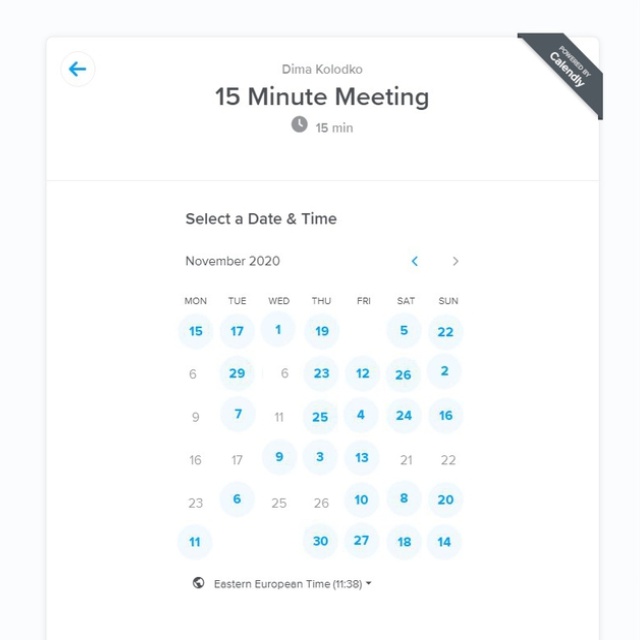 POWERED BY
Calendly
Dima Kolodko
15 Minute Meeting
15 min
Select a Date & Time
November 2020
MON TUE WED THU FRI SAT SUN
15 17 1 19 5 22
6 29 6 23 12 26 2
9 7 11 25 4 24 16
16 17 9 3 13 21 22
23 6 25 26 10 8 20
11 30 27 18 14
Eastern European Time (11:38)